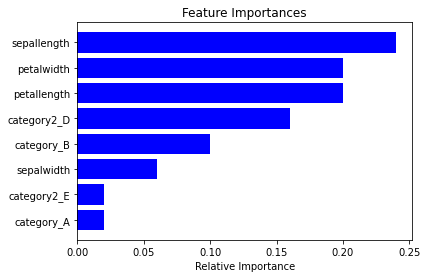 Feature Importances
sepallength
petalwidth
petallength
category2_D
category_B
sepalwidth
category2_E
category_A
0.00 0.05 0.10 0.15 0.20 0.25
Relative Importance